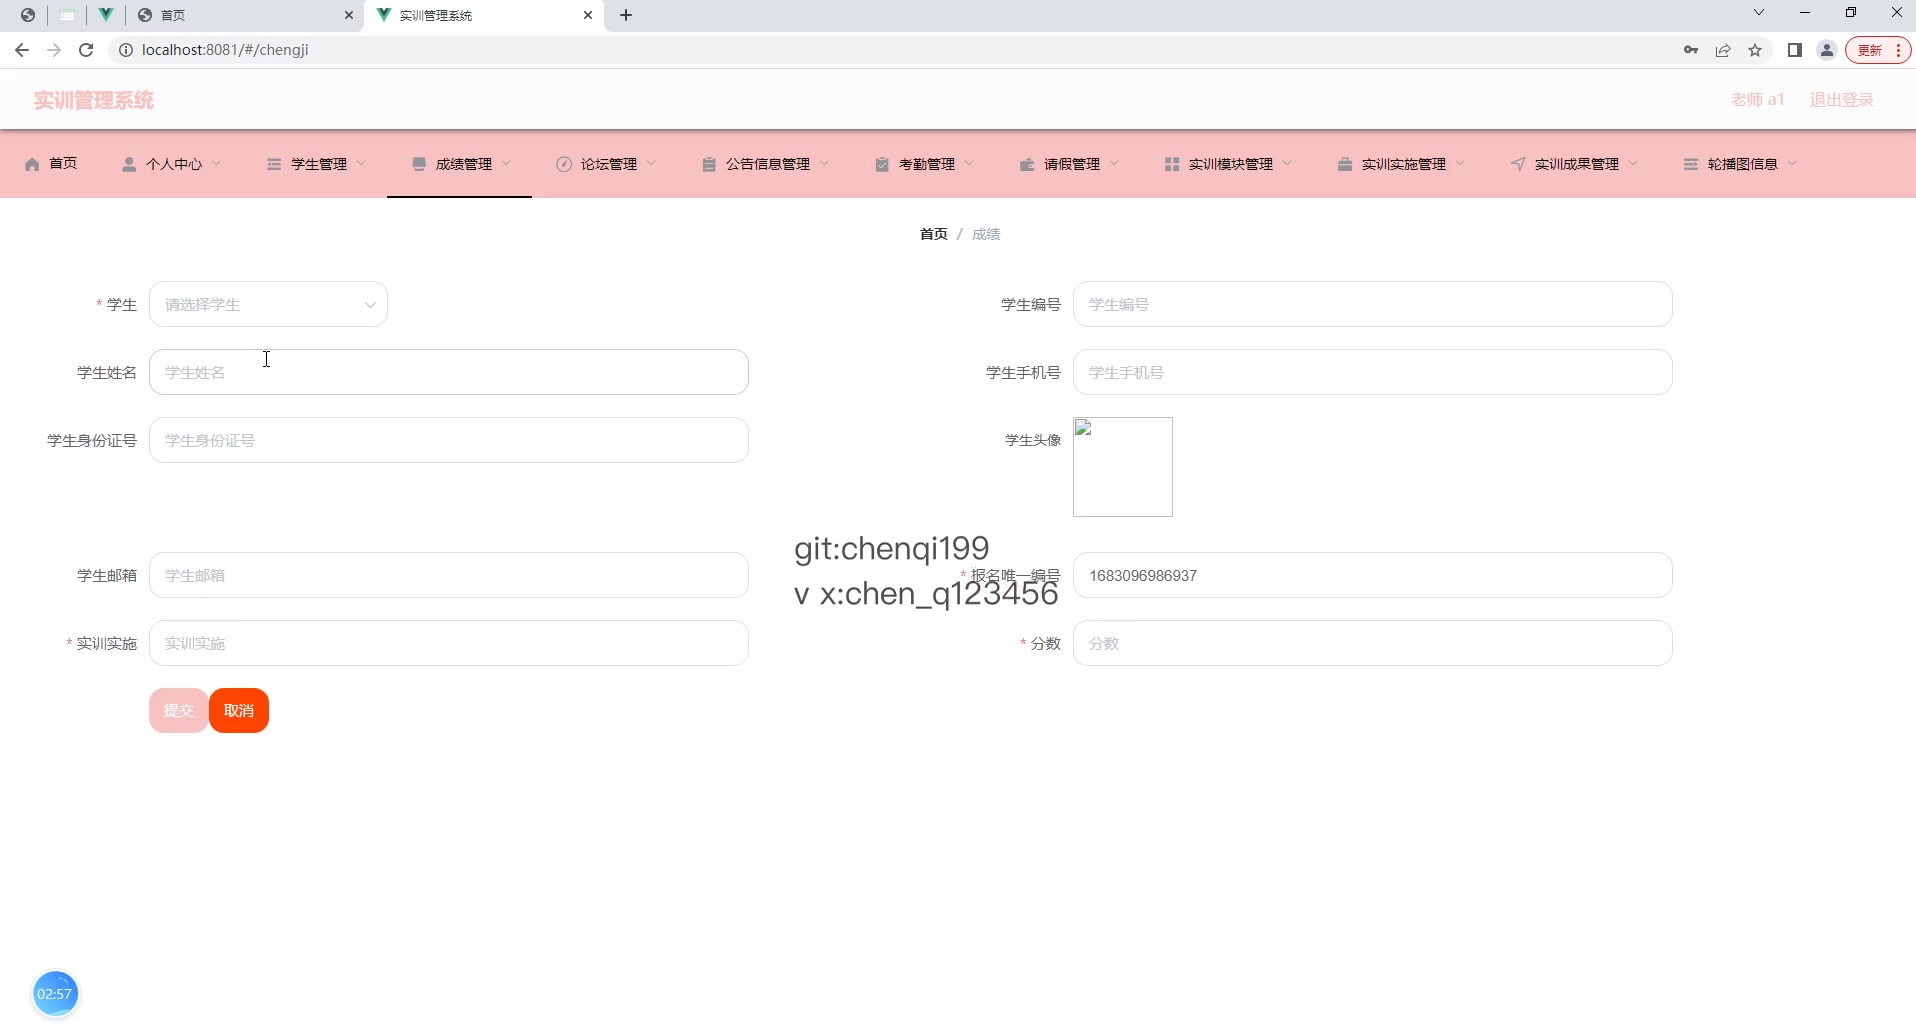 首页
实训管理系统
localhost:8081/#/chengji
更新
实训管理系统
老师 a1 退出登录
首页 个人中心 学生管理 成绩管理 论坛管理 公告信息管理 考勤管理 请假管理 实训模块管理 实训实施管理 实训成果管理 轮播图信息
首页 / 成绩
* 学生 请选择学生
学生编号 学生编号
学生姓名 学生姓名
学生手机号 学生手机号
学生身份证号 学生身份证号
学生头像
git:chenqi199
v x:chen_q123456
学生邮箱 学生邮箱
* 报名唯一编号 1683096986937
* 实训实施 实训实施
* 分数 分数
提交 取消
02:57